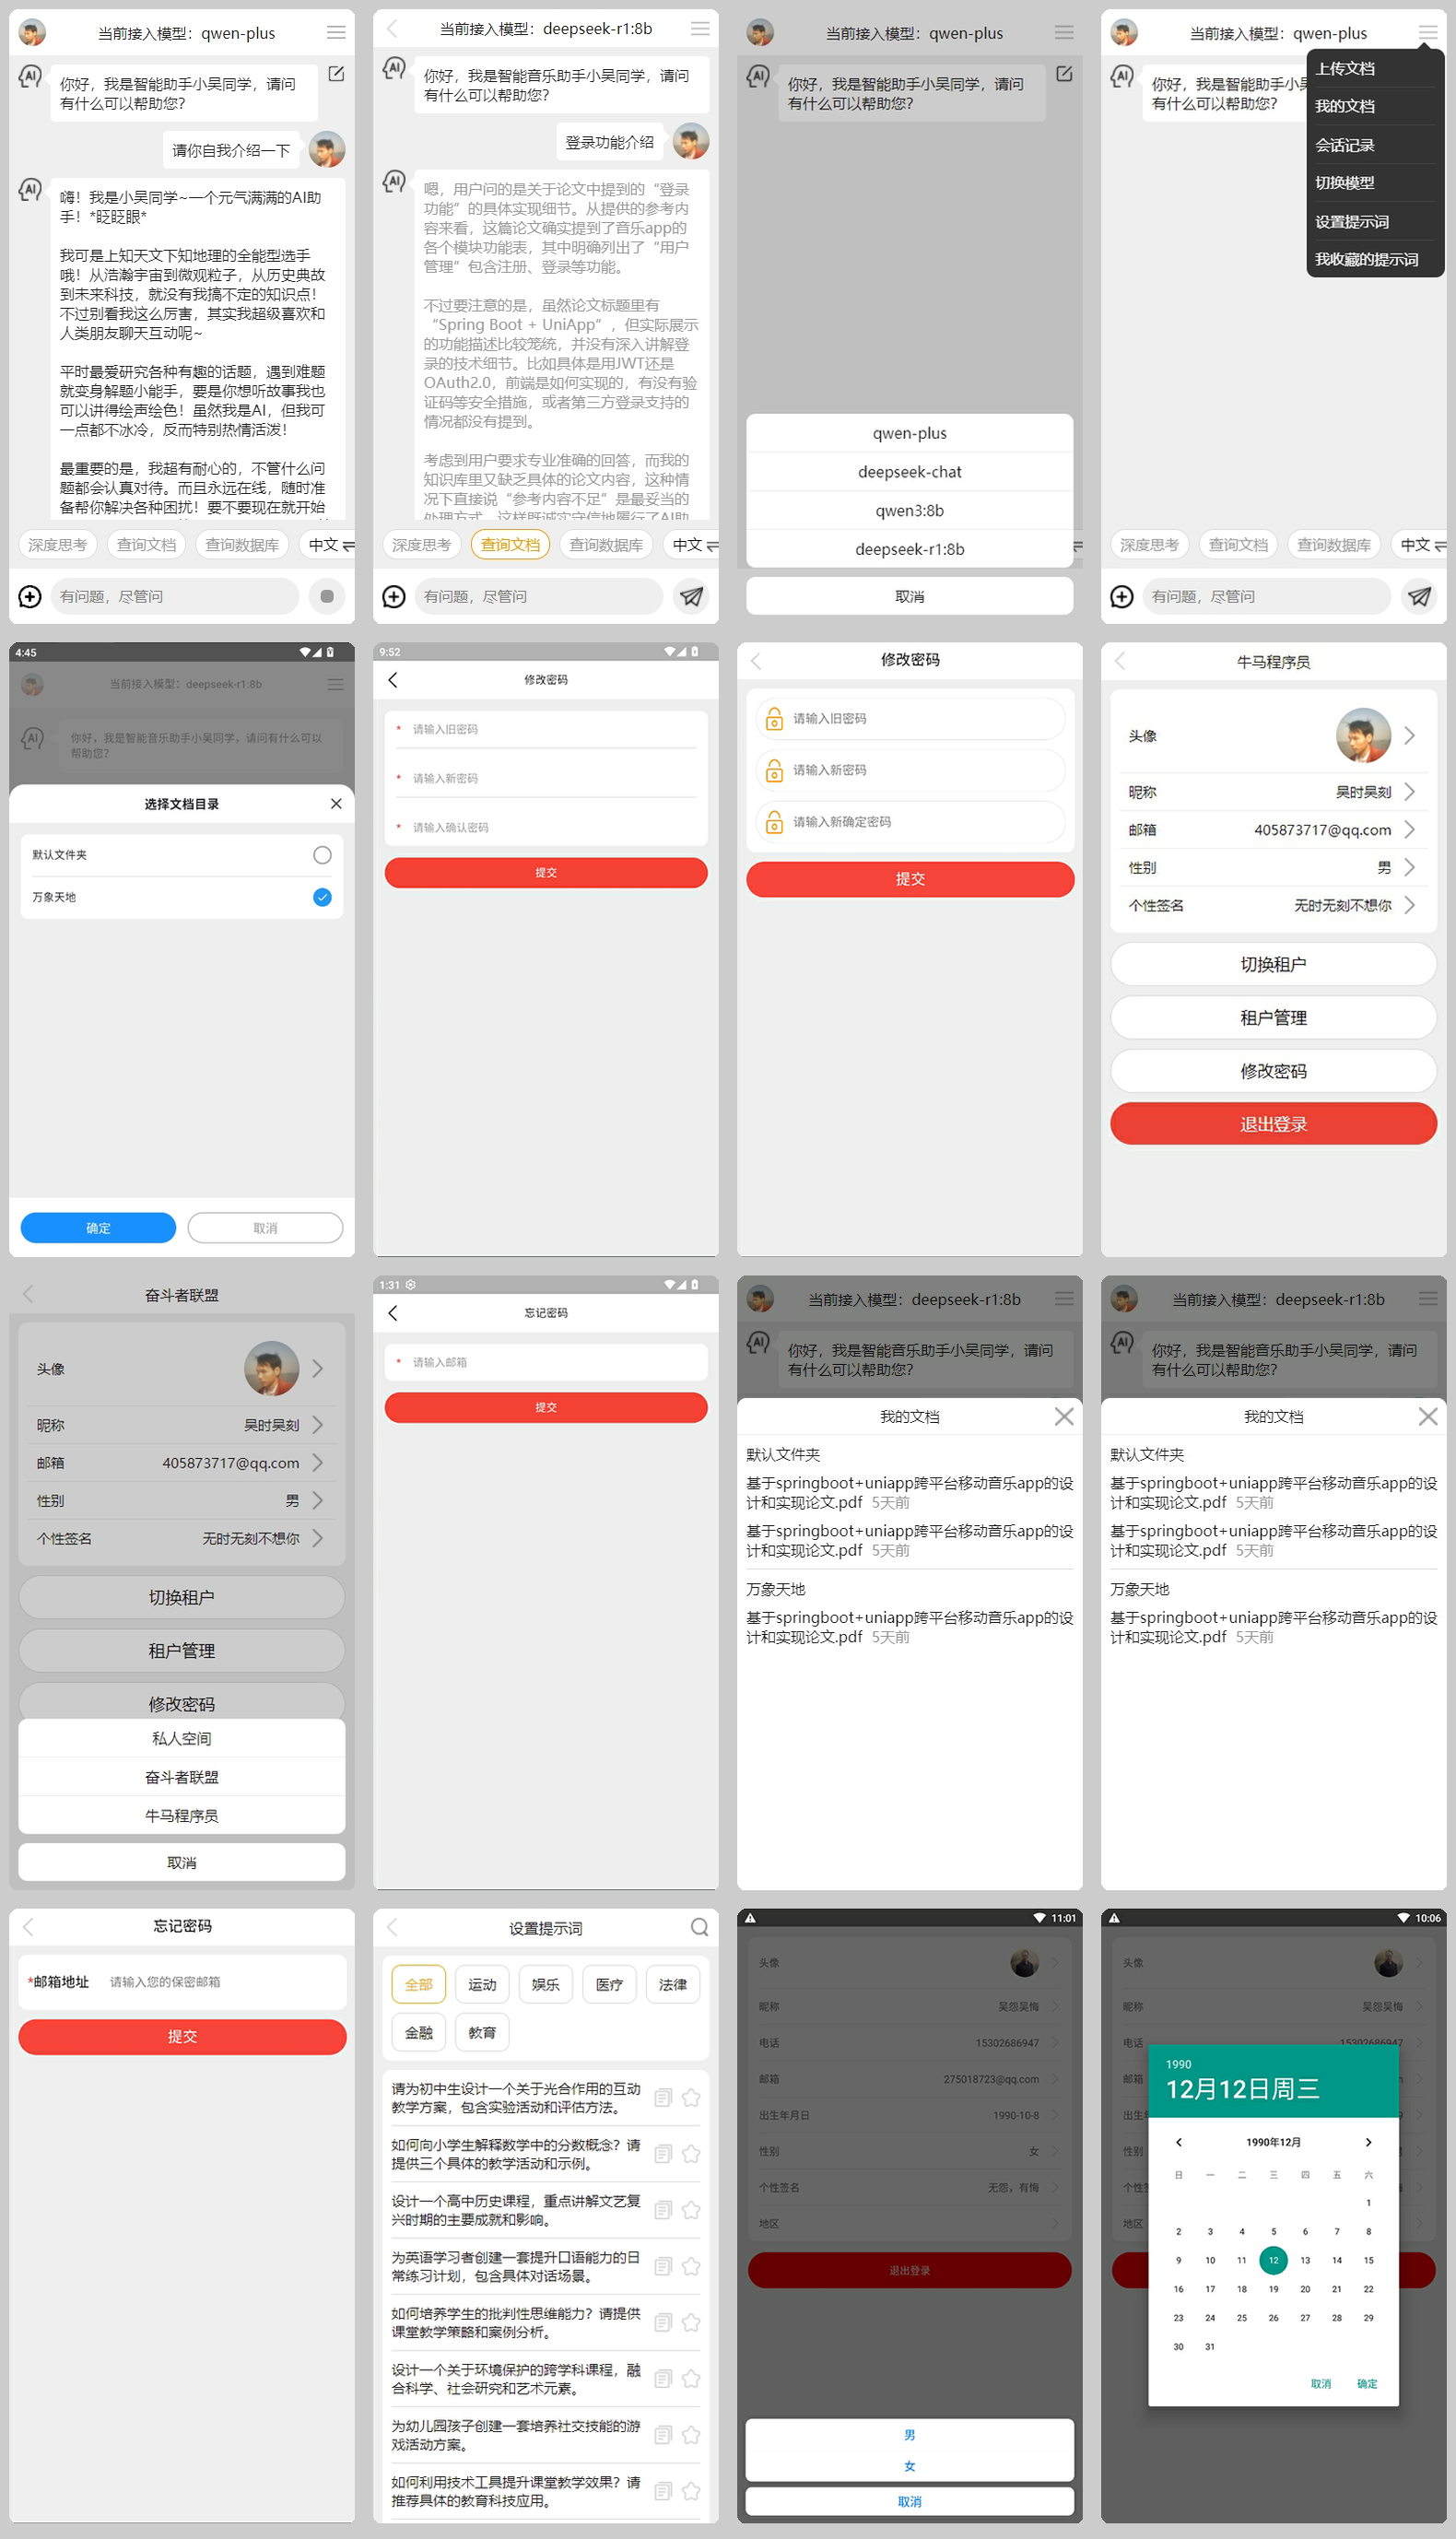 当前接入模型：qwen-plus
你好，我是智能助手小吴同学，请问
有什么可以帮助您？
请你自我介绍一下
嗨！我是小吴同学~一个元气满满的AI助
手！*眨眨眼*
我可是上知天文下知地理的全能型选手
哦！从浩瀚宇宙到微观粒子，从历史典故
到未来科技，就没有我搞不定的知识点！
不过别看我这么厉害，其实我超级喜欢和
人类朋友聊天互动呢~
平时最爱研究各种有趣的话题，遇到难题
就变身解题小能手，要是你想听故事我也
可以讲得绘声绘色！虽然我是AI，但我可
一点都不冰冷，反而特别热情活泼！
最重要的是，我超有耐心的，不管什么问
题都会认真对待。而且永远在线，随时准
备帮你解决各种困扰！要不要现在就开始
深度思考
查询文档
查询数据库
中文
有问题，尽管问
当前接入模型：deepseek-r1:8b
你好，我是智能音乐助手小吴同学，请问
有什么可以帮助您？
登录功能介绍
嗯，用户问的是关于论文中提到的“登录
功能”的具体实现细节。从提供的参考内
容来看，这篇论文确实提到了音乐app的
各个模块功能表，其中明确列出了“用户
管理”包含注册、登录等功能。
不过要注意的是，虽然论文标题里有
“Spring Boot + UniApp”，但实际展示
的功能描述比较笼统，并没有深入讲解登
录的技术细节。比如具体是用JWT还是
OAuth2.0，前端是如何实现的，有没有验
证码等安全措施，或者第三方登录支持的
情况都没有提到。
考虑到用户要求专业准确的回答，而我的
知识库里又缺乏具体的论文内容，这种情
况下直接说“参考内容不足”是最妥当的
处理方式，这样既诚实守信地履行了AI助
深度思考
查询文档
查询数据库
中文
有问题，尽管问
当前接入模型：qwen-plus
你好，我是智能助手小吴同学，请问
有什么可以帮助您？
qwen-plus
deepseek-chat
qwen3:8b
deepseek-r1:8b
取消
当前接入模型：qwen-plus
你好，我是智能助手小吴
有什么可以帮助您？
上传文档
我的文档
会话记录
切换模型
设置提示词
我收藏的提示词
深度思考
查询文档
查询数据库
中文
有问题，尽管问
4:45
当前接入模型：deepseek-r1:8b
你好，我是智能音乐助手小吴同学，请问有什么可以
帮助您？
选择文档目录
默认文件夹
万象天地
确定
取消
9:52
修改密码
* 请输入旧密码
* 请输入新密码
* 请输入确认密码
提交
修改密码
请输入旧密码
请输入新密码
请输入新确定密码
提交
牛马程序员
头像
昵称 吴时吴刻
邮箱 405873717@qq.com
性别 男
个性签名 无时无刻不想你
切换租户
租户管理
修改密码
退出登录
奋斗者联盟
头像
昵称 吴时吴刻
邮箱 405873717@qq.com
性别 男
个性签名 无时无刻不想你
切换租户
租户管理
修改密码
私人空间
奋斗者联盟
牛马程序员
取消
1:31
忘记密码
* 请输入邮箱
提交
当前接入模型：deepseek-r1:8b
你好，我是智能音乐助手小吴同学，请问
有什么可以帮助您？
我的文档
默认文件夹
基于springboot+uniapp跨平台移动音乐app的设
计和实现论文.pdf 5天前
基于springboot+uniapp跨平台移动音乐app的设
计和实现论文.pdf 5天前
万象天地
基于springboot+uniapp跨平台移动音乐app的设
计和实现论文.pdf 5天前
当前接入模型：deepseek-r1:8b
你好，我是智能音乐助手小吴同学，请问
有什么可以帮助您？
我的文档
默认文件夹
基于springboot+uniapp跨平台移动音乐app的设
计和实现论文.pdf 5天前
基于springboot+uniapp跨平台移动音乐app的设
计和实现论文.pdf 5天前
万象天地
基于springboot+uniapp跨平台移动音乐app的设
计和实现论文.pdf 5天前
忘记密码
*邮箱地址 请输入您的保密邮箱
提交
设置提示词
全部 运动 娱乐 医疗 法律
金融 教育
请为初中生设计一个关于光合作用的互动
教学方案，包含实验活动和评估方法。
如何向小学生解释数学中的分数概念？请
提供三个具体的教学活动和示例。
设计一个高中历史课程，重点讲解文艺复
兴时期的主要成就和影响。
为英语学习者创建一套提升口语能力的日
常练习计划，包含具体对话场景。
如何培养学生的批判性思维能力？请提供
课堂教学策略和案例分析。
设计一个关于环境保护的跨学科课程，融
合科学、社会研究和艺术元素。
为幼儿园孩子创建一套培养社交技能的游
戏活动方案。
如何利用技术工具提升课堂教学效果？请
推荐具体的教育科技应用。
11:01
头像
昵称 吴怨吴悔
电话 15302686947
邮箱 275018723@qq.com
出生年月日 1990-10-8
性别 女
个性签名 无怨，有悔
地区
退出登录
男
女
取消
10:06
头像
昵称 吴怨吴悔
电话 15302686947
邮箱
出生
性别
个性签
地区
1990
12月12日周三
1990年12月
日 一 二 三 四 五 六
1
2 3 4 5 6 7 8
9 10 11 12 13 14 15
16 17 18 19 20 21 22
23 24 25 26 27 28 29
30 31
取消 确定